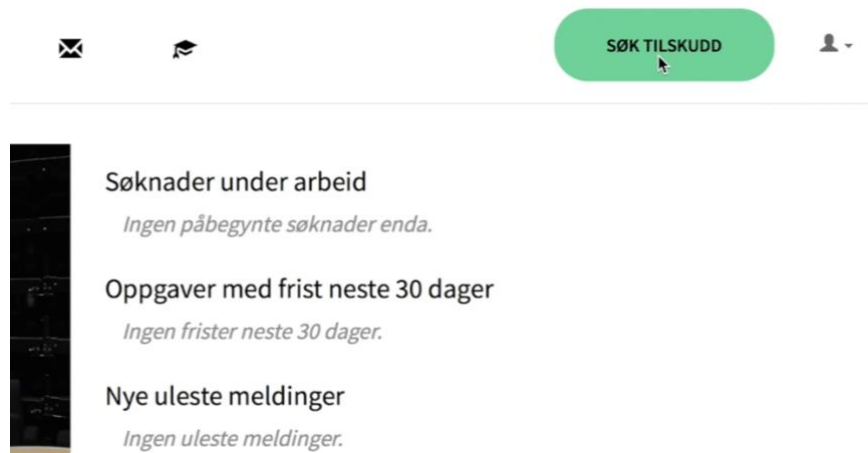 SØK TILSKUDD
Søknader under arbeid
Ingen påbegynte søknader enda.
Oppgaver med frist neste 30 dager
Ingen frister neste 30 dager.
Nye uleste meldinger
Ingen uleste meldinger.